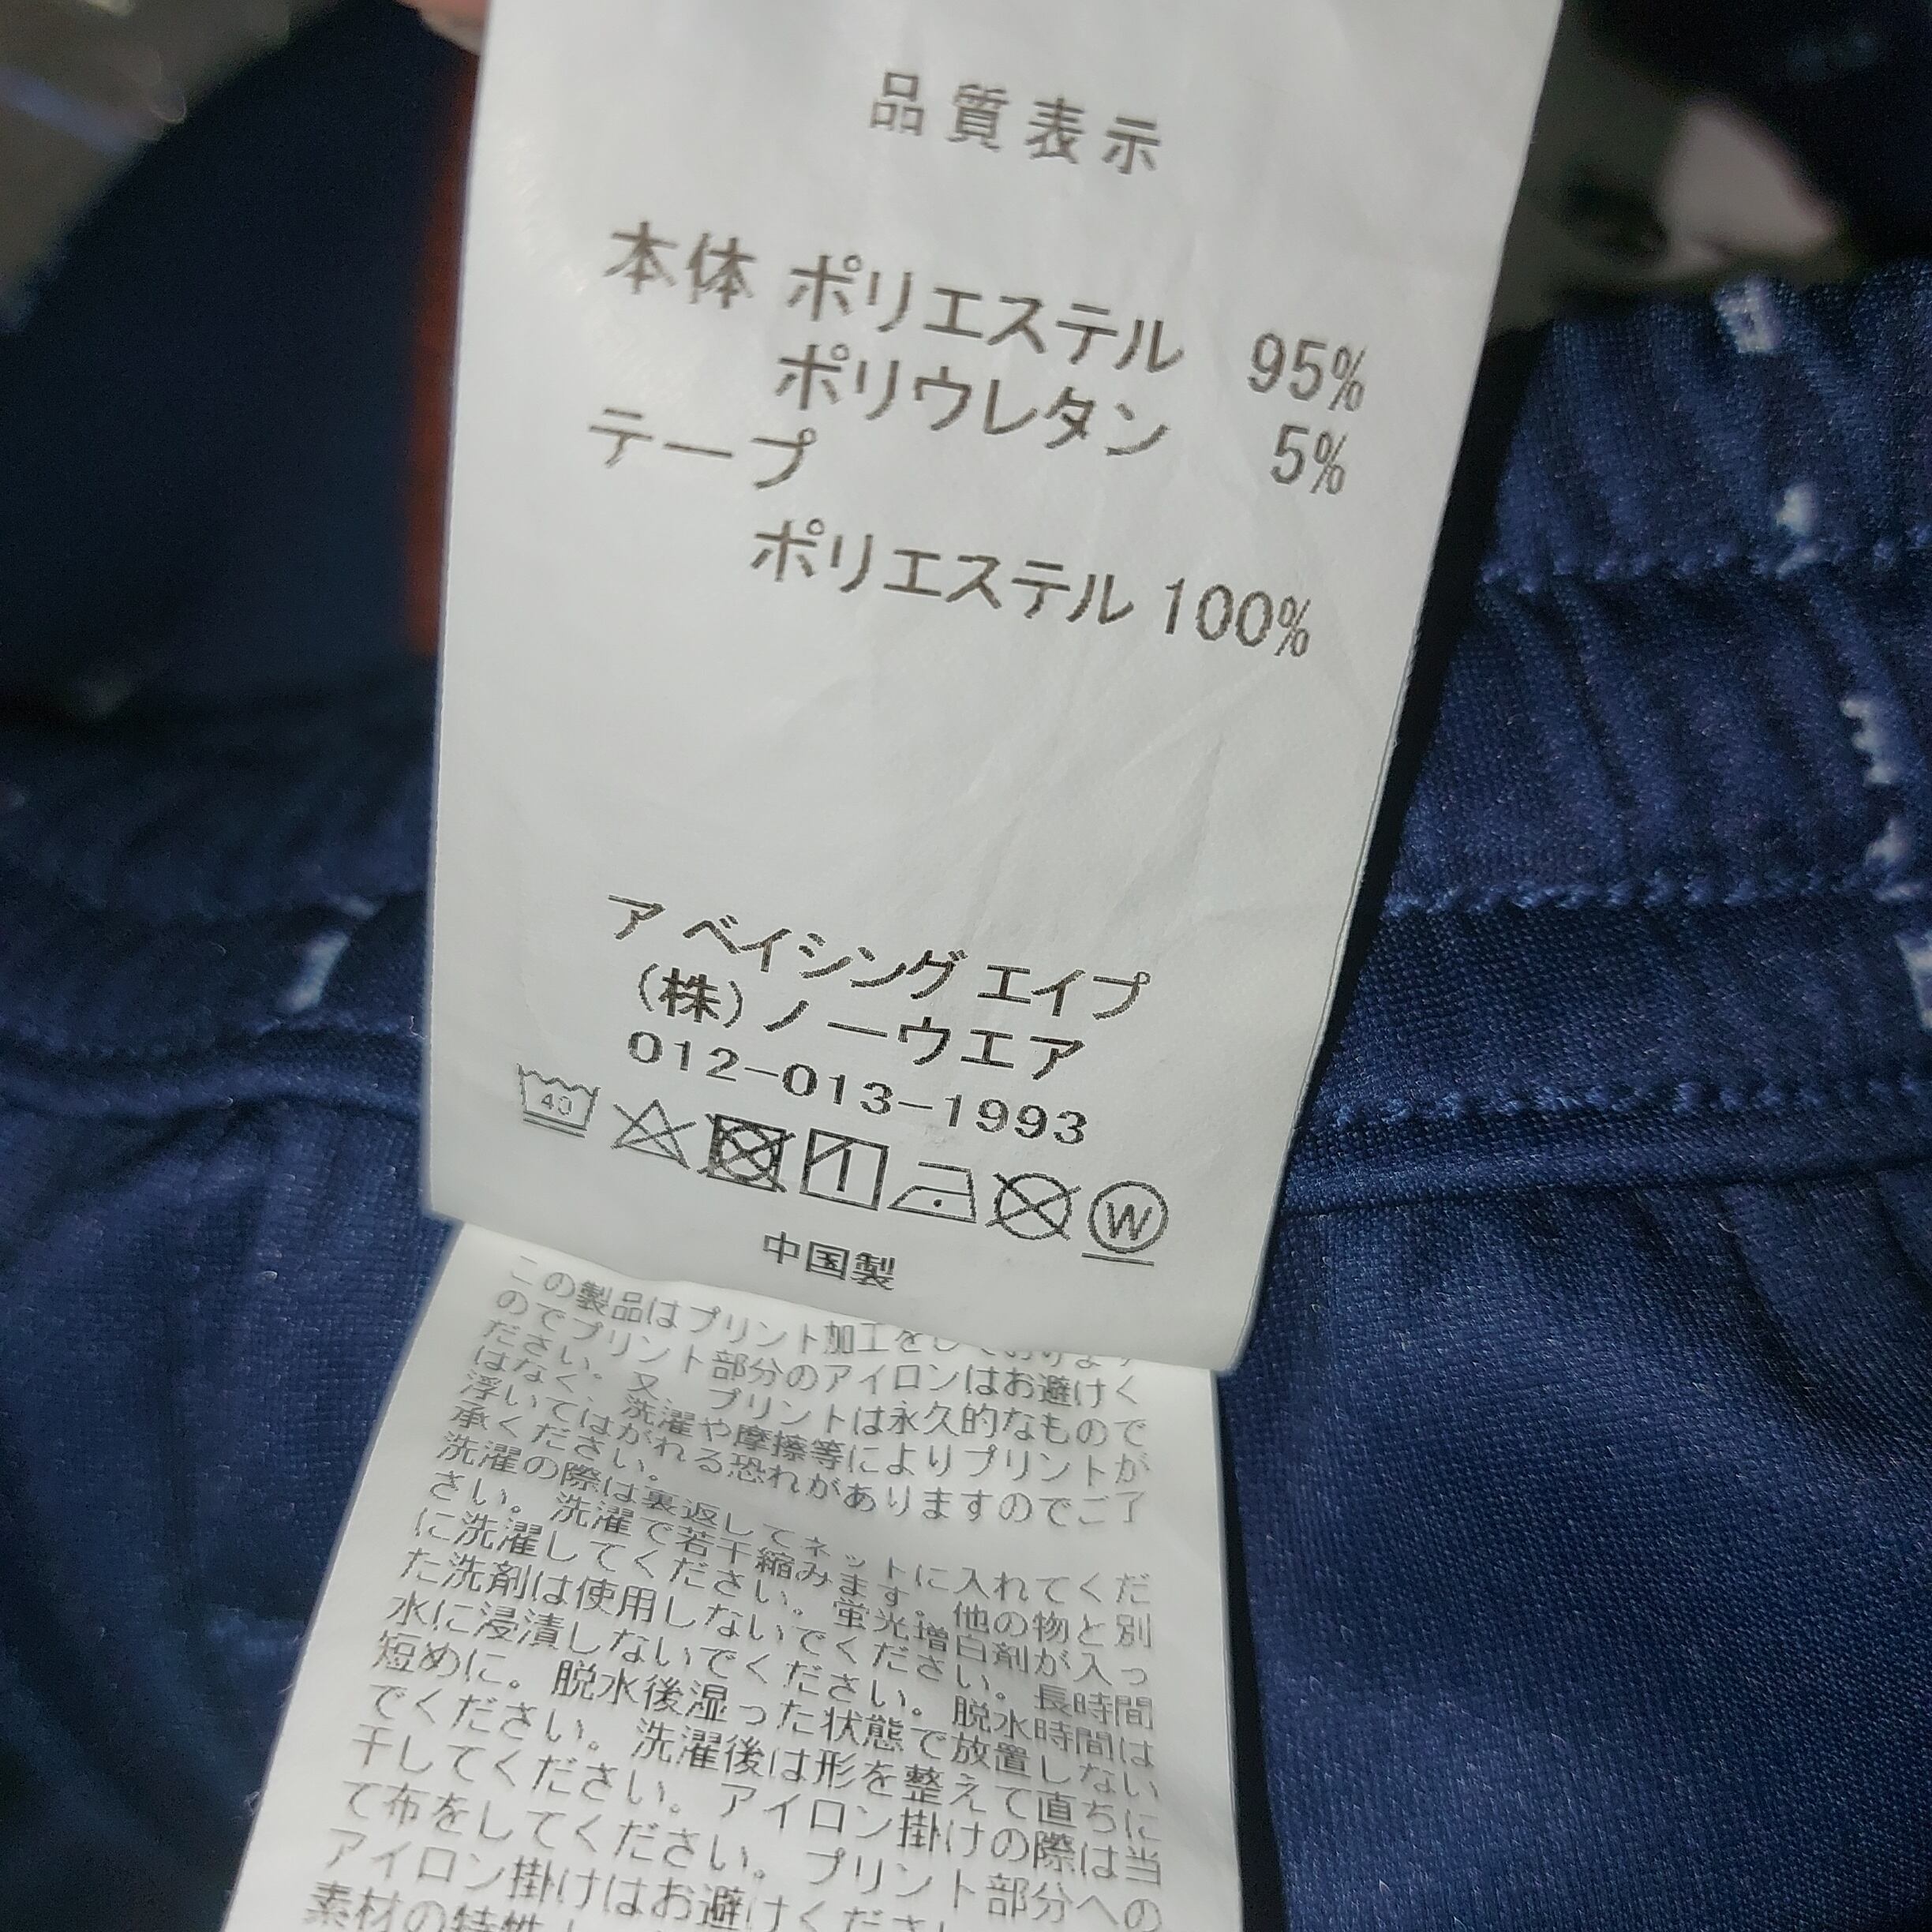 品質表示
本体 ポリエステル 95%
ポリウレタン 5%
テープ
ポリエステル 100%
ア ベイシング エイプ
(株)ノーウエア
012-013-1993
40
W
中国製
この製品はプリント加工をしております
のでプリント部分のアイロンはお避けく
ださい。又、プリントは永久的なもので
はなく、洗濯や摩擦等によりプリントが
浮いてはがれる恐れがありますのでご了
承ください。
洗濯の際は裏返してネットに入れてくだ
さい。洗濯で若干縮みます。他の物と別
に洗濯してください。蛍光増白剤が入っ
た洗剤は使用しないでください。長時間
水に浸漬しないでください。脱水時間は
短めに。脱水後湿った状態で放置しない
でください。洗濯後は形を整えて直ちに
干してください。アイロン掛けの際は当
て布をしてください。プリント部分への
アイロン掛けはお避けください
素材の特性